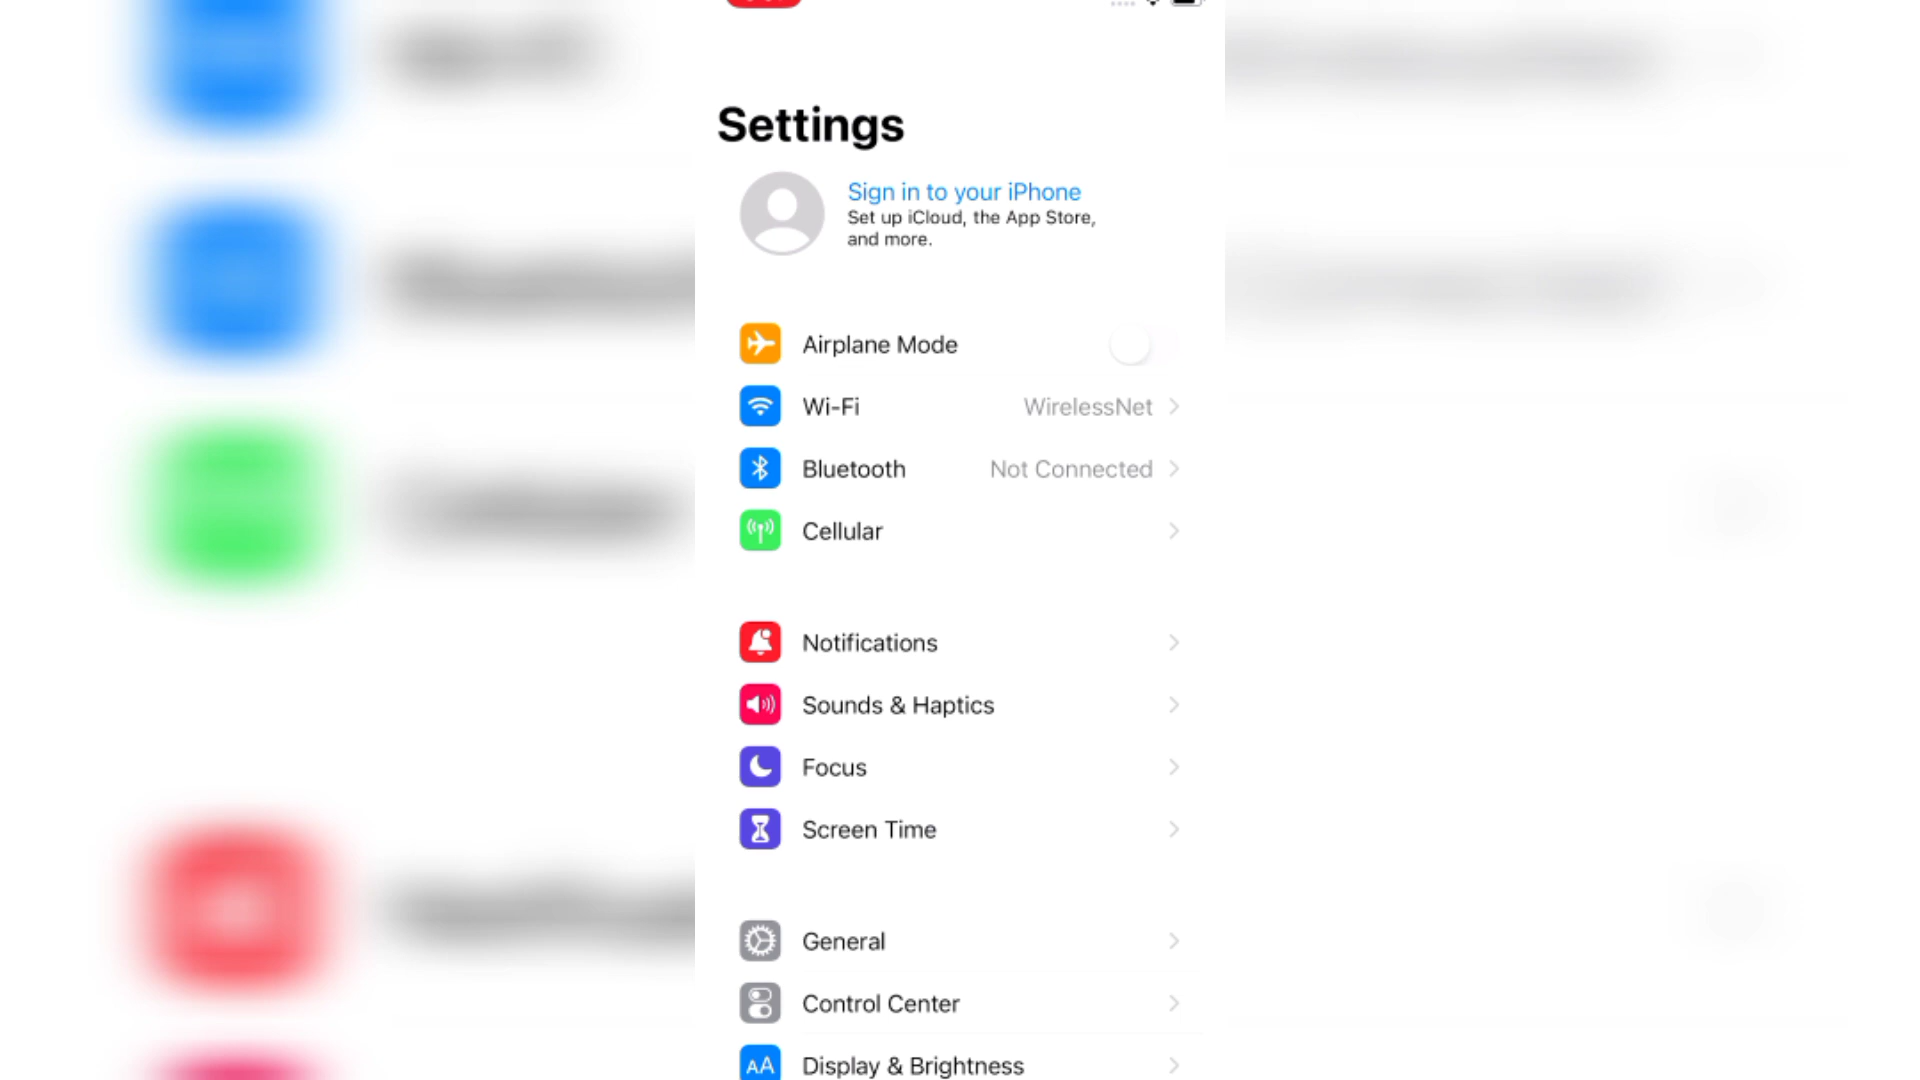 Settings
Sign in to your iPhone
Set up iCloud, the App Store,
and more.
Airplane Mode
Wi-Fi WirelessNet
Bluetooth Not Connected
Cellular
Notifications
Sounds & Haptics
Focus
Screen Time
General
Control Center
AA Display & Brightness